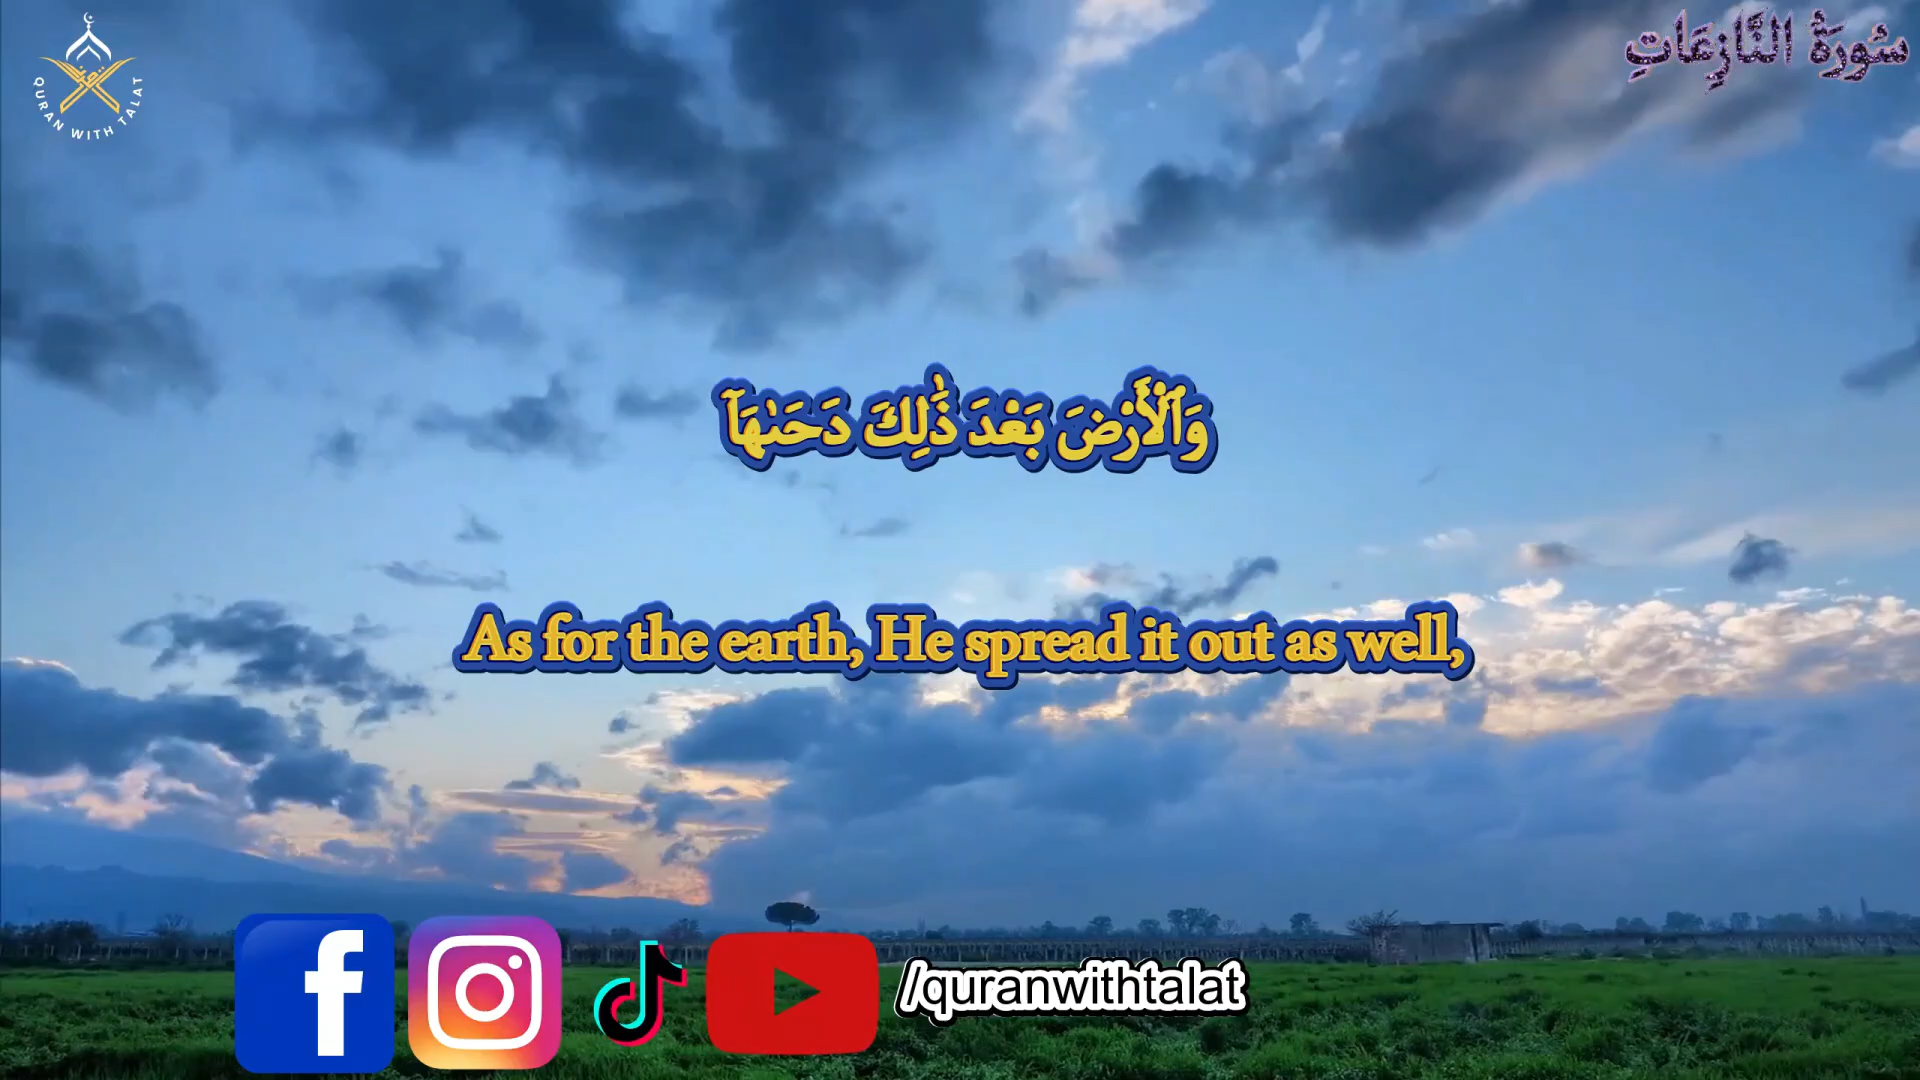 QURAN WITH TALAT
سُورَةُ النَّازِعَاتِ
وَٱلْأَرْضَ بَعْدَ ذَٰلِكَ دَحَىٰهَآ
As for the earth, He spread it out as well,
/quranwithtalat